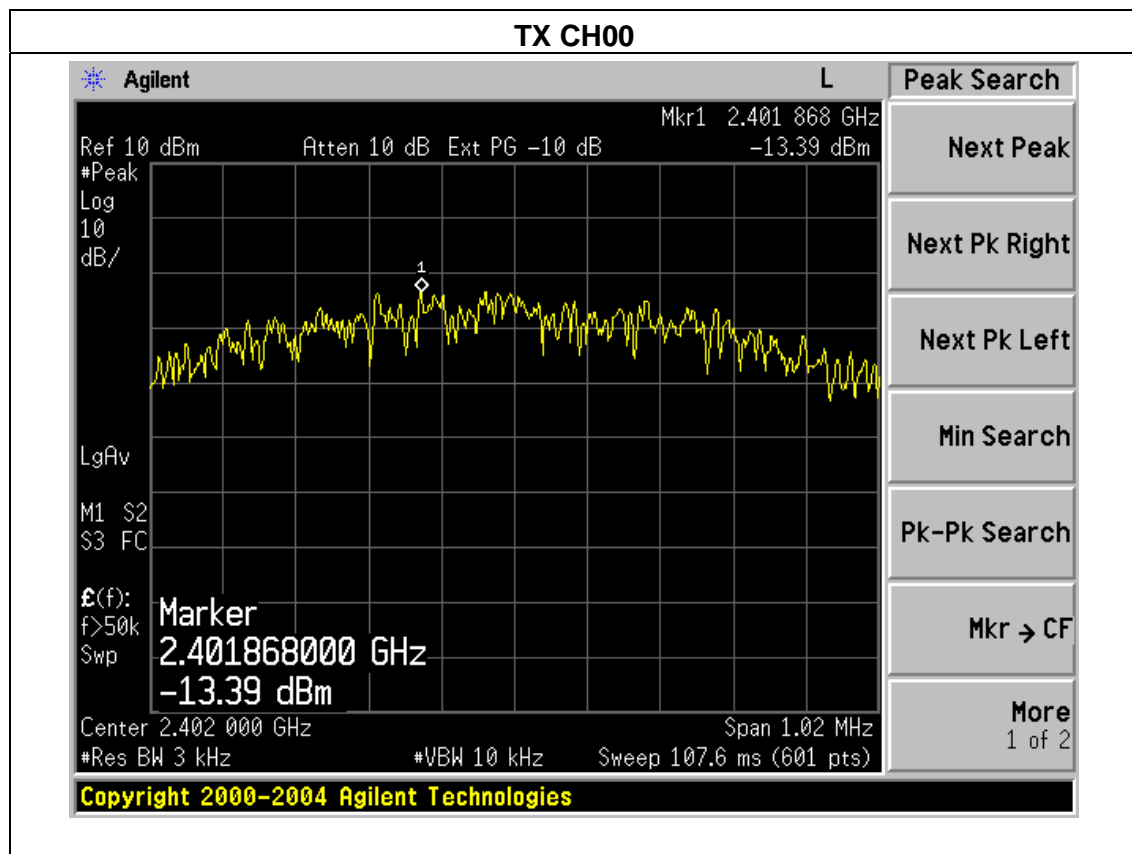 TX CH00
Agilent L Peak Search
Mkr1 2.401 868 GHz
Ref 10 dBm Atten 10 dB Ext PG -10 dB -13.39 dBm
#Peak
Log
10
dB/
1
LgAv
M1 S2
S3 FC
£(f):
f>50k
Swp
Marker
2.401868000 GHz
-13.39 dBm
Center 2.402 000 GHz Span 1.02 MHz
#Res BW 3 kHz #VBW 10 kHz Sweep 107.6 ms (601 pts)
Copyright 2000-2004 Agilent Technologies
Next Peak
Next Pk Right
Next Pk Left
Min Search
Pk-Pk Search
Mkr → CF
More
1 of 2